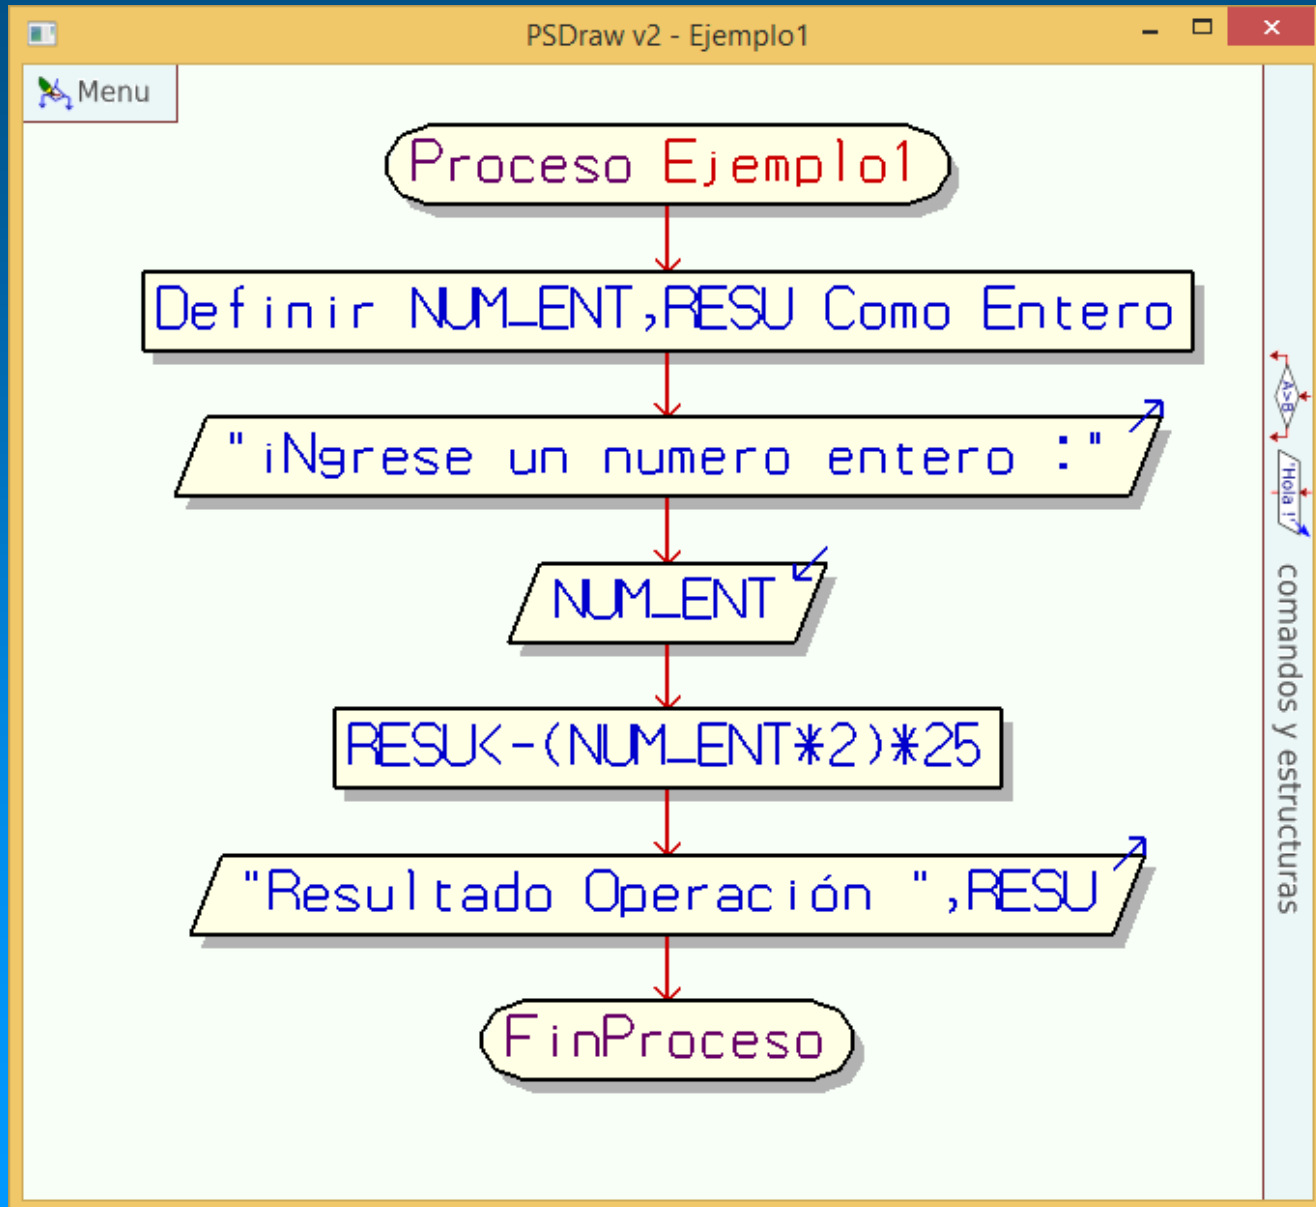 PSDraw v2 - Ejemplo1
Menu
Proceso Ejemplo1
Definir NUM_ENT,RESU Como Entero
"iNgrese un numero entero :"
NUM_ENT
RESU<-(NUM_ENT*2)*25
"Resultado Operación ",RESU
FinProceso
A>B
"Hola !"
comandos y estructuras